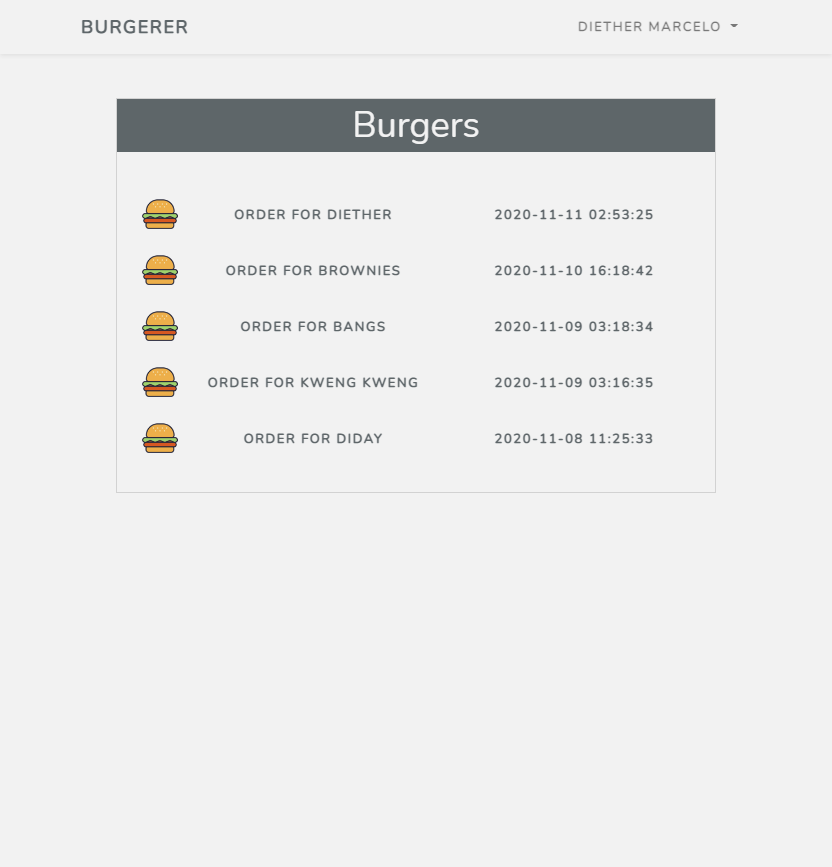 BURGERER DIETHER MARCELO
Burgers
ORDER FOR DIETHER 2020-11-11 02:53:25
ORDER FOR BROWNIES 2020-11-10 16:18:42
ORDER FOR BANGS 2020-11-09 03:18:34
ORDER FOR KWENG KWENG 2020-11-09 03:16:35
ORDER FOR DIDAY 2020-11-08 11:25:33